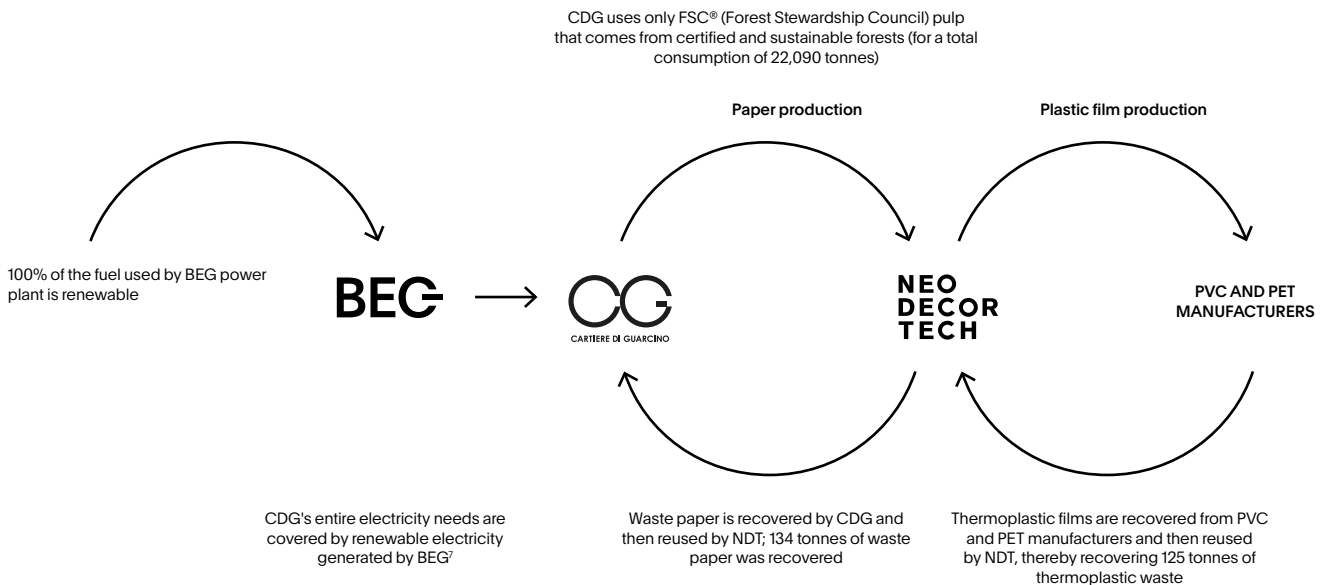 CDG uses only FSC® (Forest Stewardship Council) pulp
that comes from certified and sustainable forests (for a total
consumption of 22,090 tonnes)
Paper production
Plastic film production
100% of the fuel used by BEG power
plant is renewable
BEG
CG
CARTIERE DI GUARCINO
NEO
DECOR
TECH
PVC AND PET
MANUFACTURERS
CDG's entire electricity needs are
covered by renewable electricity
generated by BEG⁷
Waste paper is recovered by CDG and
then reused by NDT; 134 tonnes of waste
paper was recovered
Thermoplastic films are recovered from PVC
and PET manufacturers and then reused
by NDT, thereby recovering 125 tonnes of
thermoplastic waste